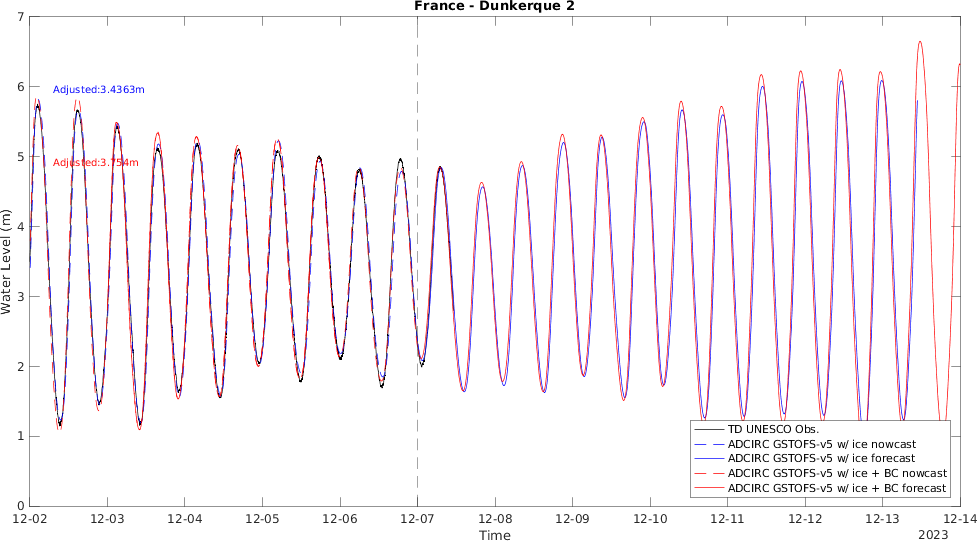 France - Dunkerque 2
7
6
5
4
3
2
1
0
Water Level (m)
Adjusted:3.4363m
Adjusted:3.754m
TD UNESCO Obs.
ADCIRC GSTOFS-v5 w/ ice nowcast
ADCIRC GSTOFS-v5 w/ ice forecast
ADCIRC GSTOFS-v5 w/ ice + BC nowcast
ADCIRC GSTOFS-v5 w/ ice + BC forecast
12-02 12-03 12-04 12-05 12-06 12-07 12-08 12-09 12-10 12-11 12-12 12-13 12-14
Time
2023